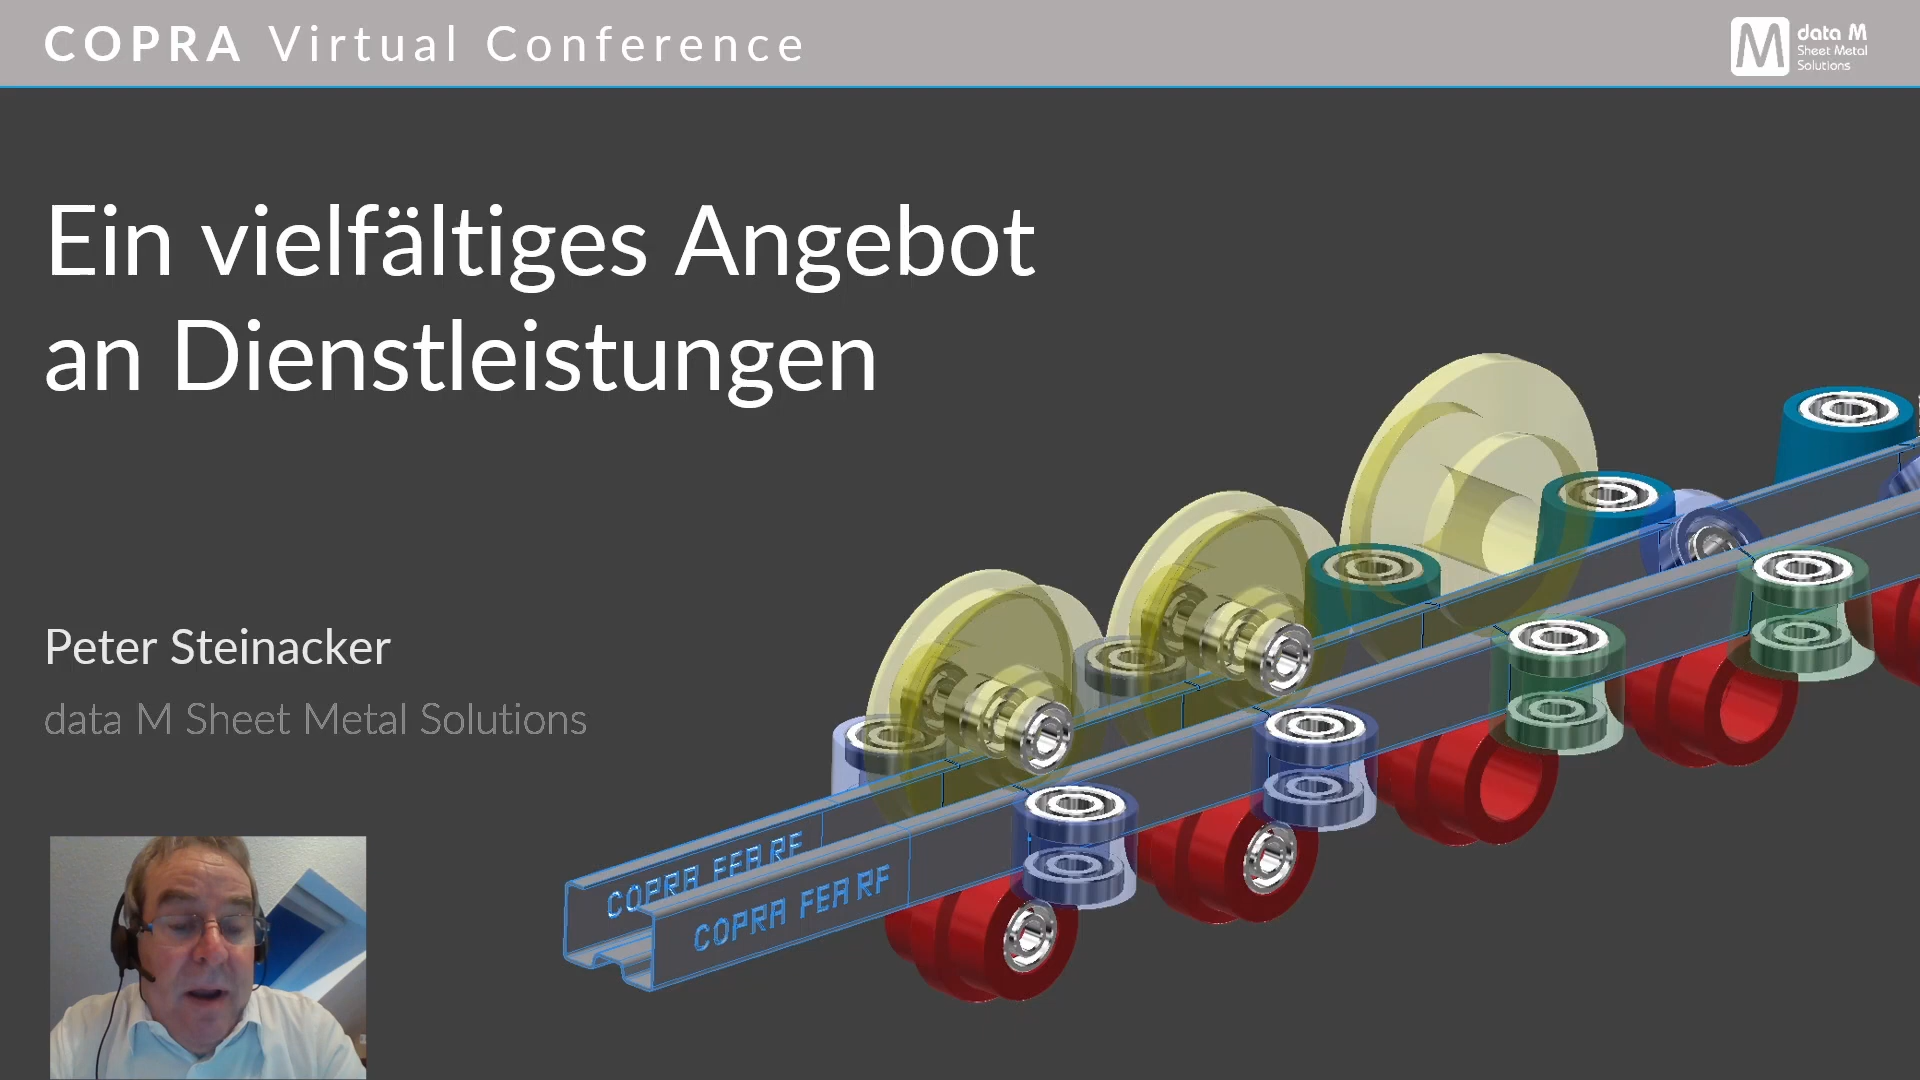 COPRA Virtual Conference
data M
Sheet Metal
Solutions
Ein vielfältiges Angebot
an Dienstleistungen
Peter Steinacker
data M Sheet Metal Solutions
COPRA FEA RF
COPRA FEA RF